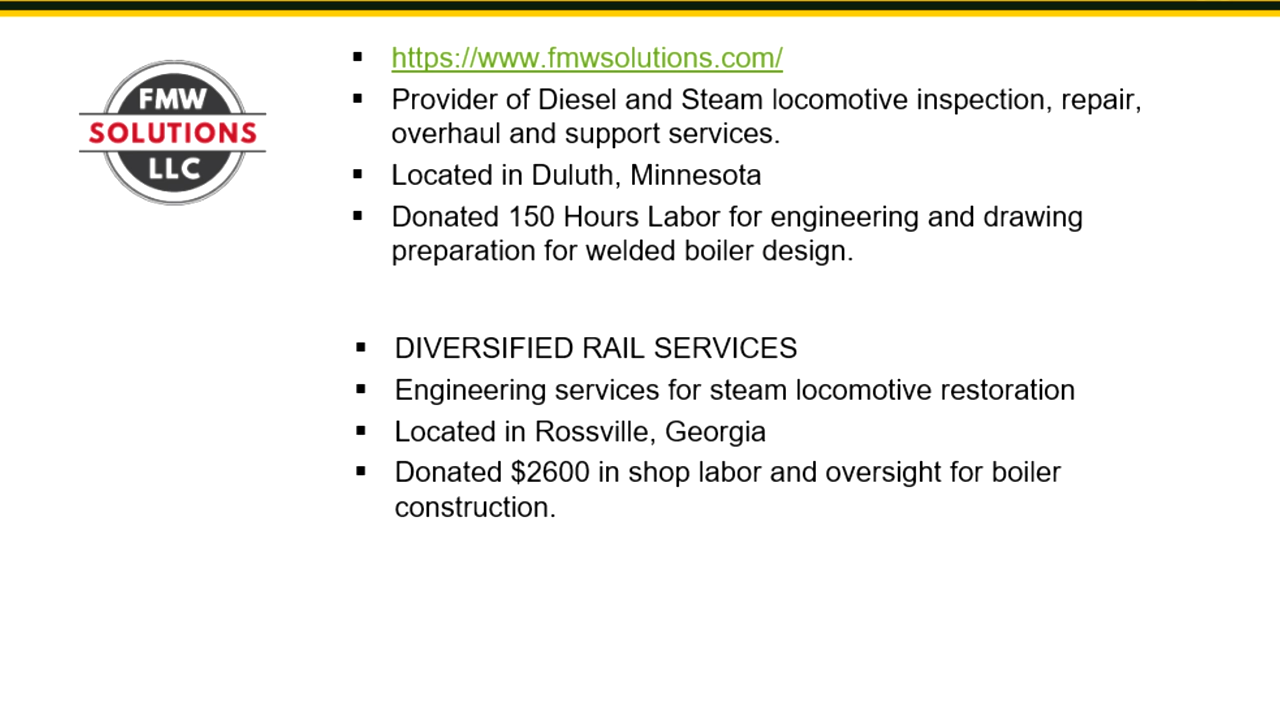 FMW
SOLUTIONS
LLC
▪ https://www.fmwsolutions.com/
▪ Provider of Diesel and Steam locomotive inspection, repair,
overhaul and support services.
▪ Located in Duluth, Minnesota
▪ Donated 150 Hours Labor for engineering and drawing
preparation for welded boiler design.
▪ DIVERSIFIED RAIL SERVICES
▪ Engineering services for steam locomotive restoration
▪ Located in Rossville, Georgia
▪ Donated $2600 in shop labor and oversight for boiler
construction.